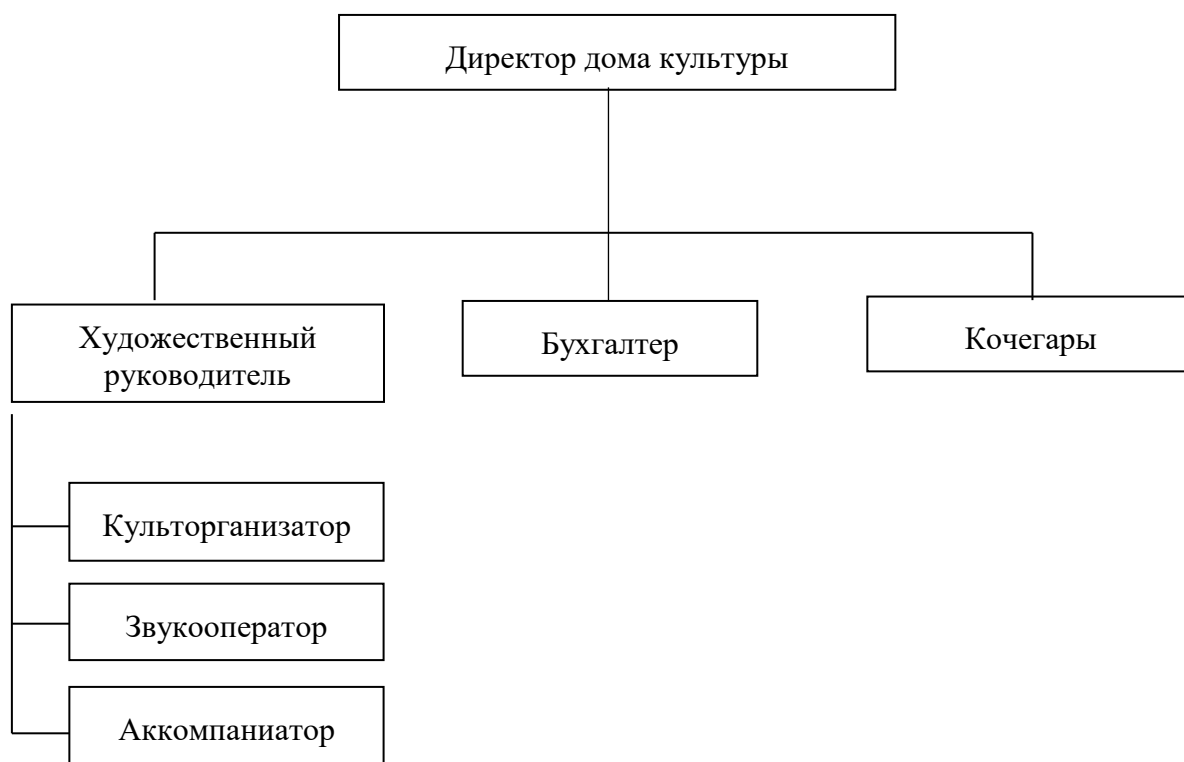 Директор дома культуры
Художественный
руководитель
Бухгалтер
Кочегары
Культорганизатор
Звукооператор
Аккомпаниатор